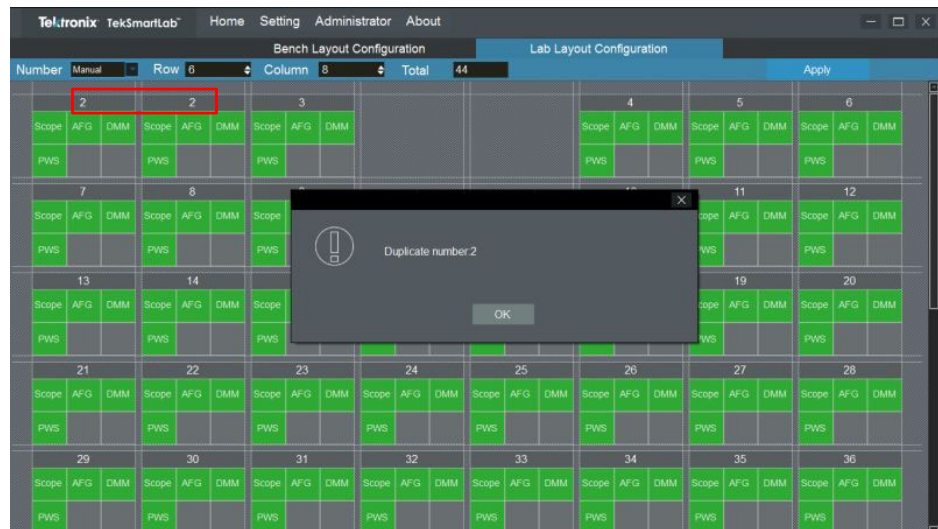 Tektronix TekSmartLab™ Home Setting Administrator About
Bench Layout Configuration Lab Layout Configuration
Number Manual Row 6 Column 8 Total 44 Apply
2 2 3 4 5 6
Scope AFG DMM Scope AFG DMM Scope AFG DMM Scope AFG DMM Scope AFG DMM Scope AFG DMM
PWS PWS PWS PWS PWS PWS
7 8 11 12
Scope AFG DMM Scope AFG DMM Scope Scope AFG DMM Scope AFG DMM
PWS PWS PWS PWS PWS
Duplicate number:2
OK
13 14 19 20
Scope AFG DMM Scope AFG DMM Scope Scope AFG DMM Scope AFG DMM
PWS PWS PWS PWS PWS
21 22 23 24 25 26 27 28
Scope AFG DMM Scope AFG DMM Scope AFG DMM Scope AFG DMM Scope AFG DMM Scope AFG DMM Scope AFG DMM Scope AFG DMM
PWS PWS PWS PWS PWS PWS PWS PWS
29 30 31 32 33 34 35 36
Scope AFG DMM Scope AFG DMM Scope AFG DMM Scope AFG DMM Scope AFG DMM Scope AFG DMM Scope AFG DMM Scope AFG DMM
PWS PWS PWS PWS PWS PWS PWS PWS